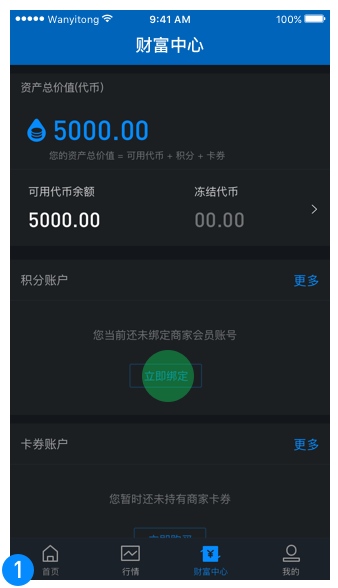 Wanyitong 9:41 AM 100%
财富中心
资产总价值(代币)
5000.00
您的资产总价值 = 可用代币 + 积分 + 卡券
可用代币余额 冻结代币
5000.00 00.00
积分账户 更多
您当前还未绑定商家会员账号
立即绑定
卡券账户 更多
您暂时还未持有商家卡券
立即购买
1 首页 行情 财富中心 我的